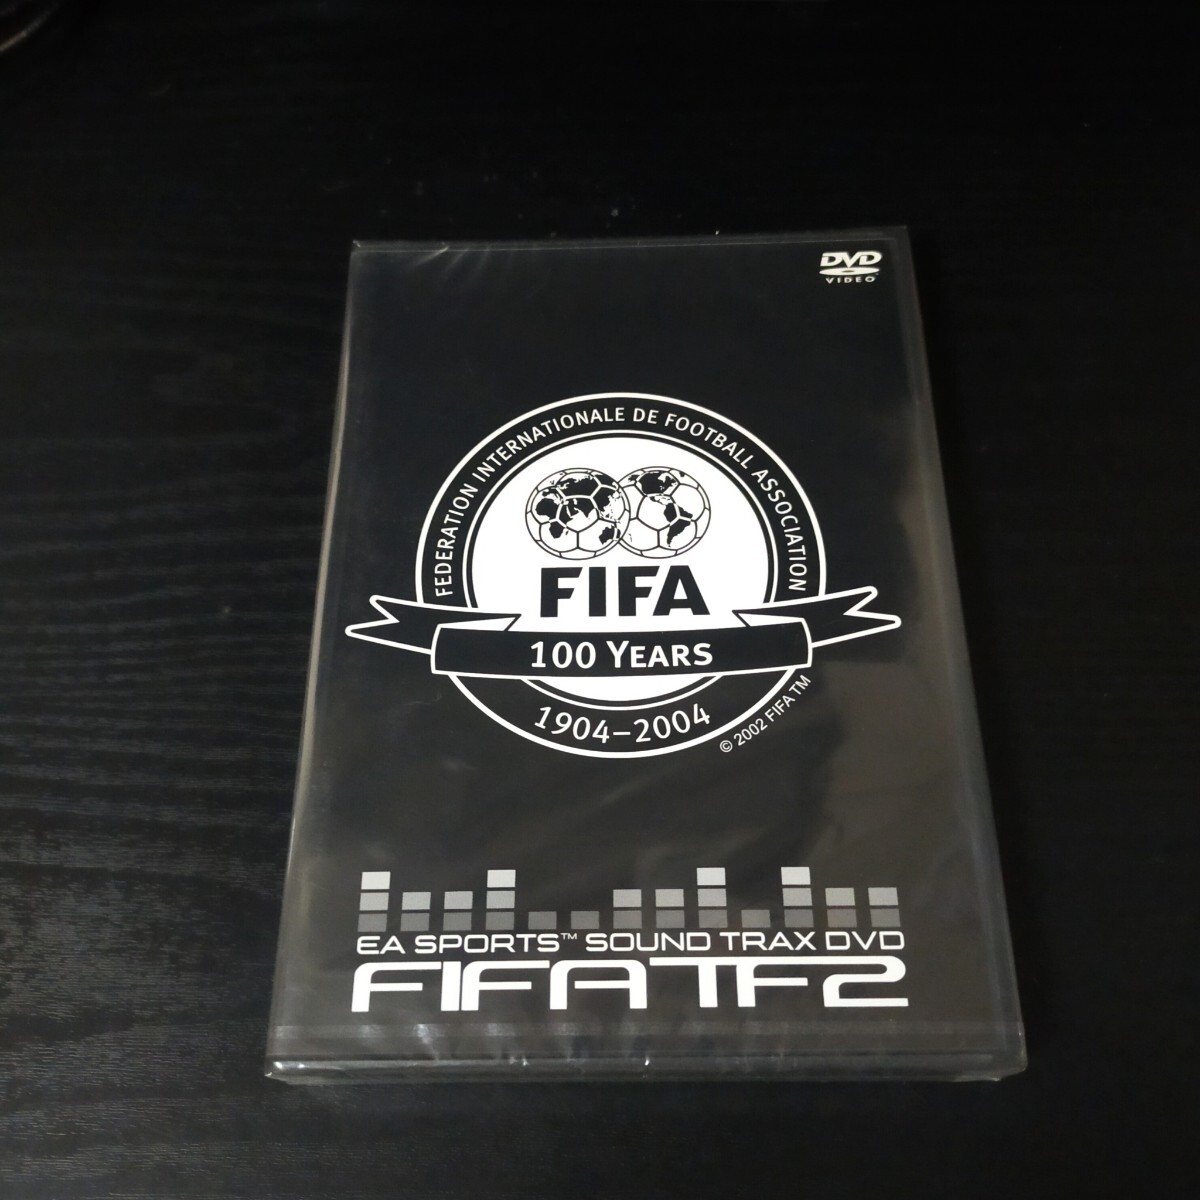 DVD
VIDEO
FEDERATION INTERNATIONALE DE FOOTBALL ASSOCIATION
FIFA
100 YEARS
1904-2004
© 2002 FIFA TM
EA SPORTS™ SOUND TRAX DVD
FIFA TF2